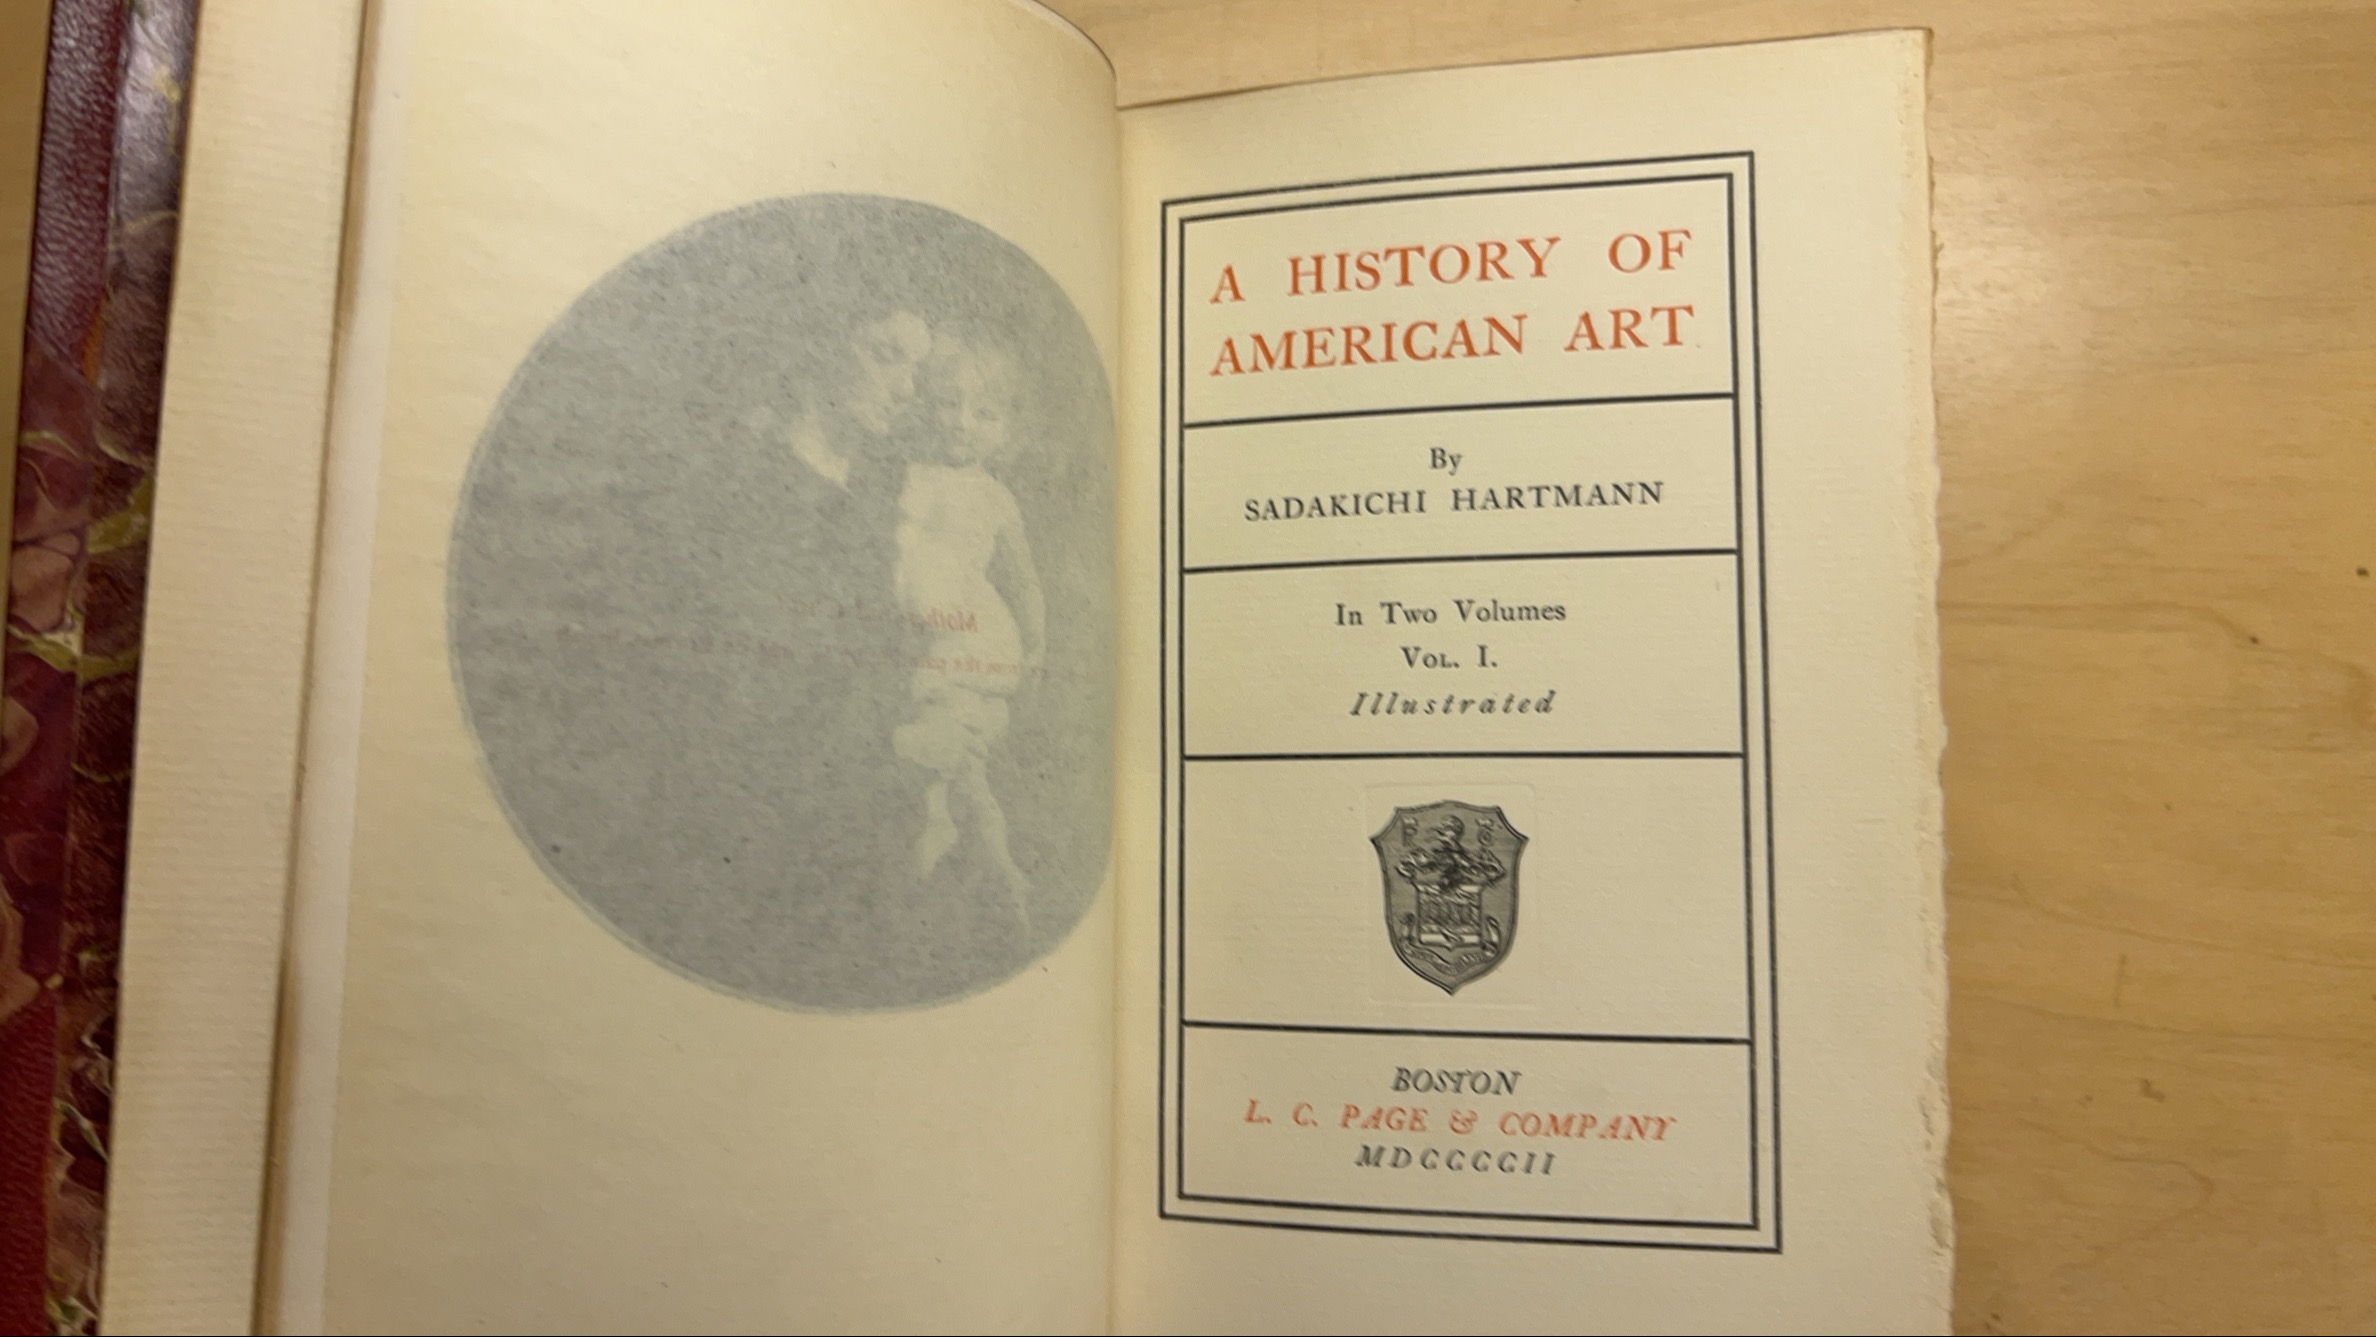 A HISTORY OF
AMERICAN ART
By
SADAKICHI HARTMANN
In Two Volumes
VOL. I.
Illustrated
BOSTON
L. C. PAGE & COMPANY
MDCCCCII